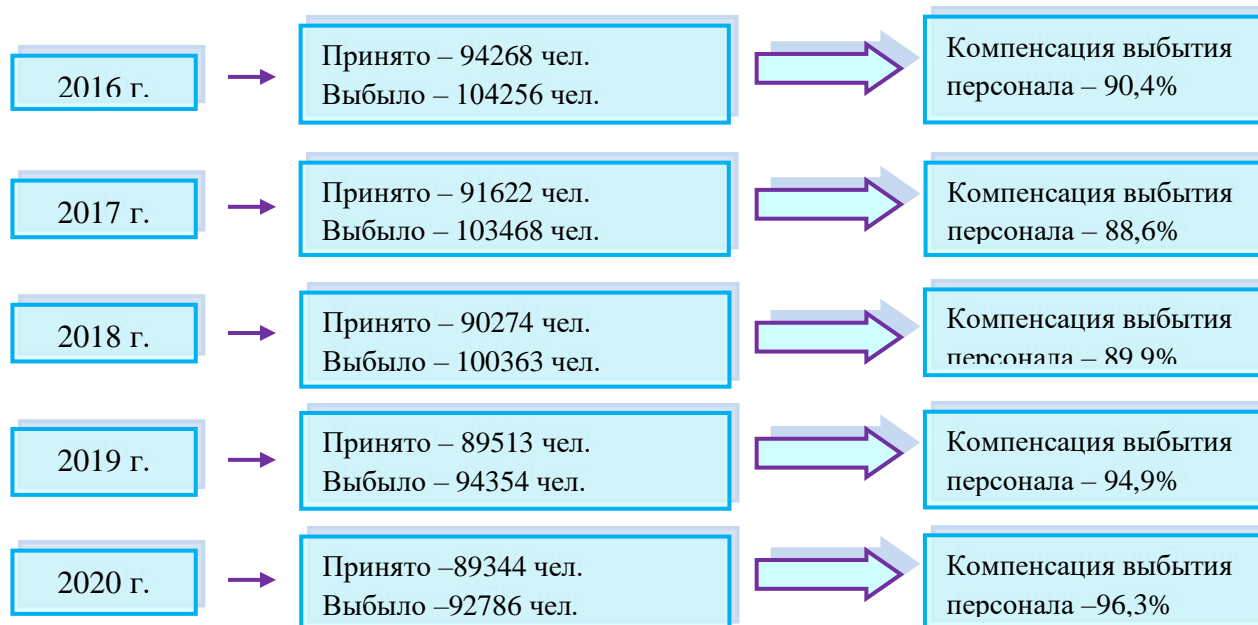 2016 г.
Принято – 94268 чел.
Выбыло – 104256 чел.
Компенсация выбытия
персонала – 90,4%
2017 г.
Принято – 91622 чел.
Выбыло – 103468 чел.
Компенсация выбытия
персонала – 88,6%
2018 г.
Принято – 90274 чел.
Выбыло – 100363 чел.
Компенсация выбытия
персонала – 89,9%
2019 г.
Принято – 89513 чел.
Выбыло – 94354 чел.
Компенсация выбытия
персонала – 94,9%
2020 г.
Принято –89344 чел.
Выбыло –92786 чел.
Компенсация выбытия
персонала –96,3%